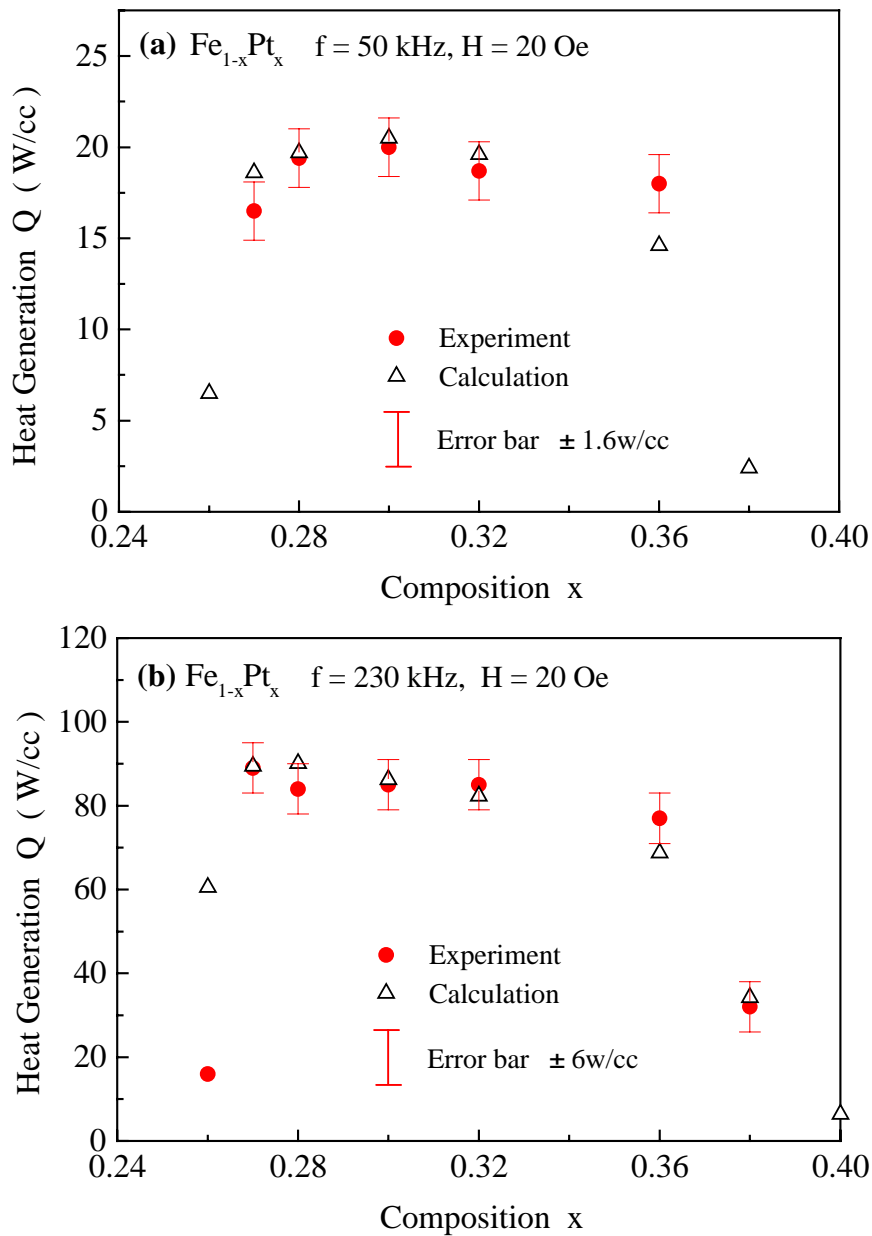 (a) Fe1-xPtx f = 50 kHz, H = 20 Oe
Heat Generation Q ( W/cc )
25
20
15
10
5
0
Experiment
Calculation
Error bar ± 1.6w/cc
0.24 0.28 0.32 0.36 0.40
Composition x
(b) Fe1-xPtx f = 230 kHz, H = 20 Oe
Heat Generation Q ( W/cc )
120
100
80
60
40
20
0
Experiment
Calculation
Error bar ± 6w/cc
0.24 0.28 0.32 0.36 0.40
Composition x